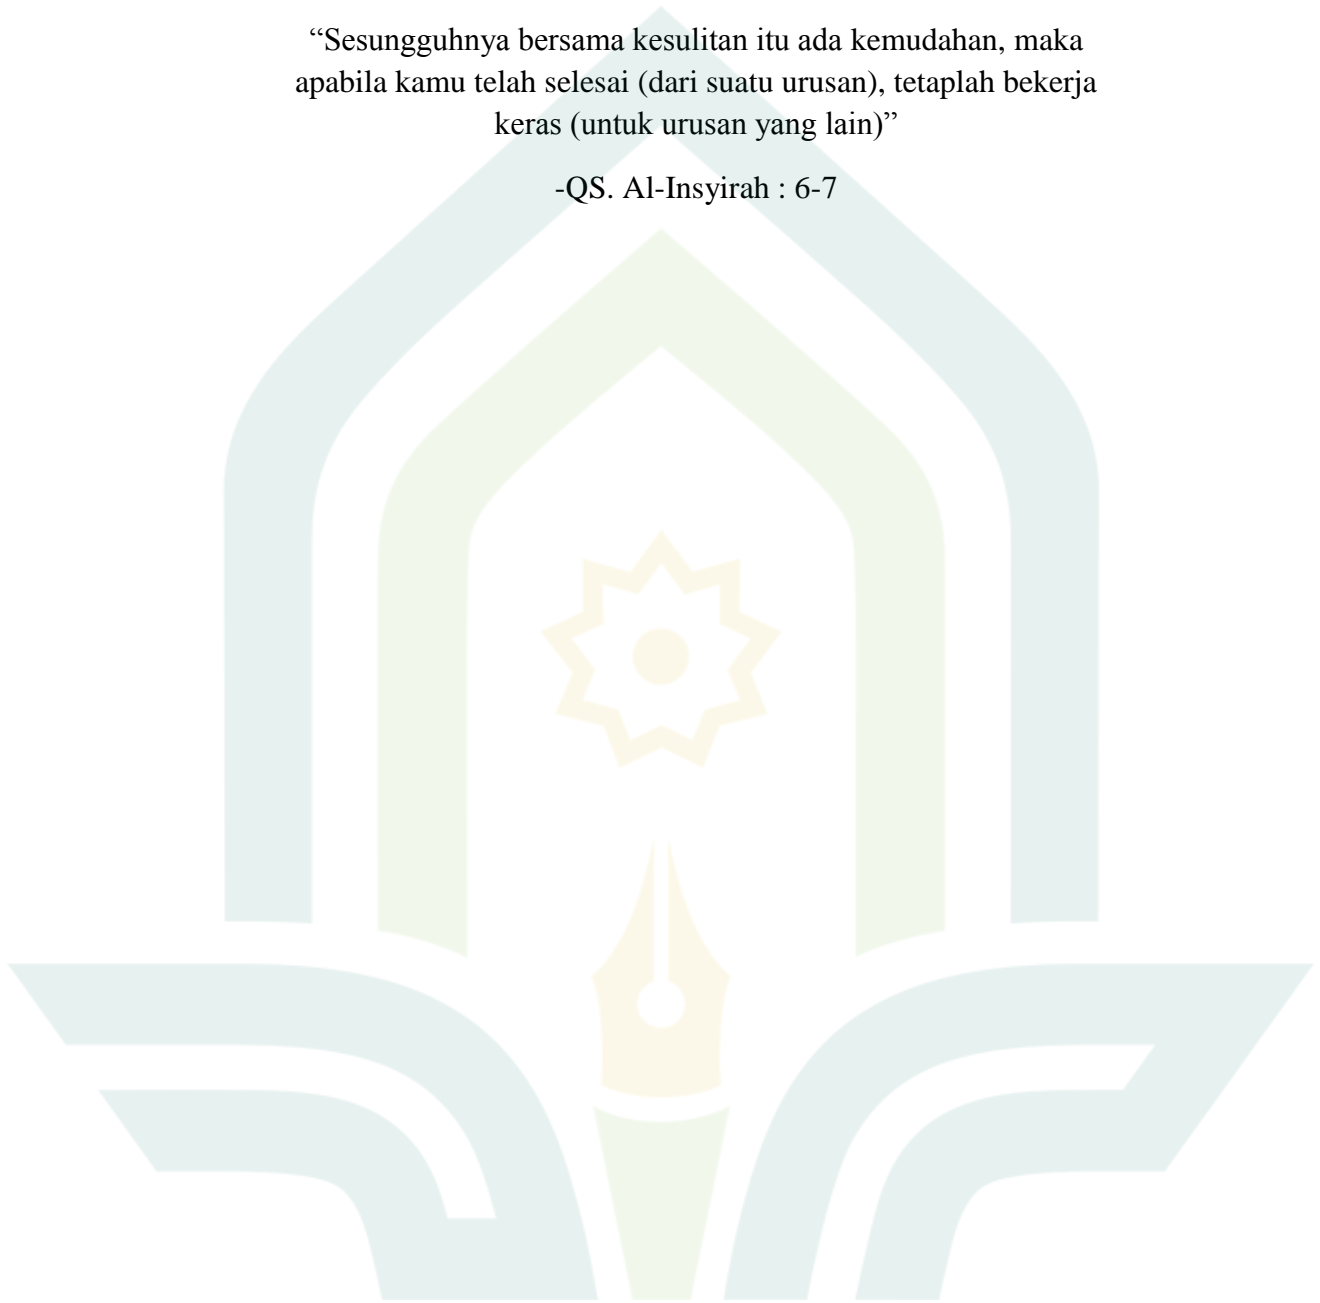 “Sesungguhnya bersama kesulitan itu ada kemudahan, maka
apabila kamu telah selesai (dari suatu urusan), tetaplah bekerja
keras (untuk urusan yang lain)”
-QS. Al-Insyirah : 6-7